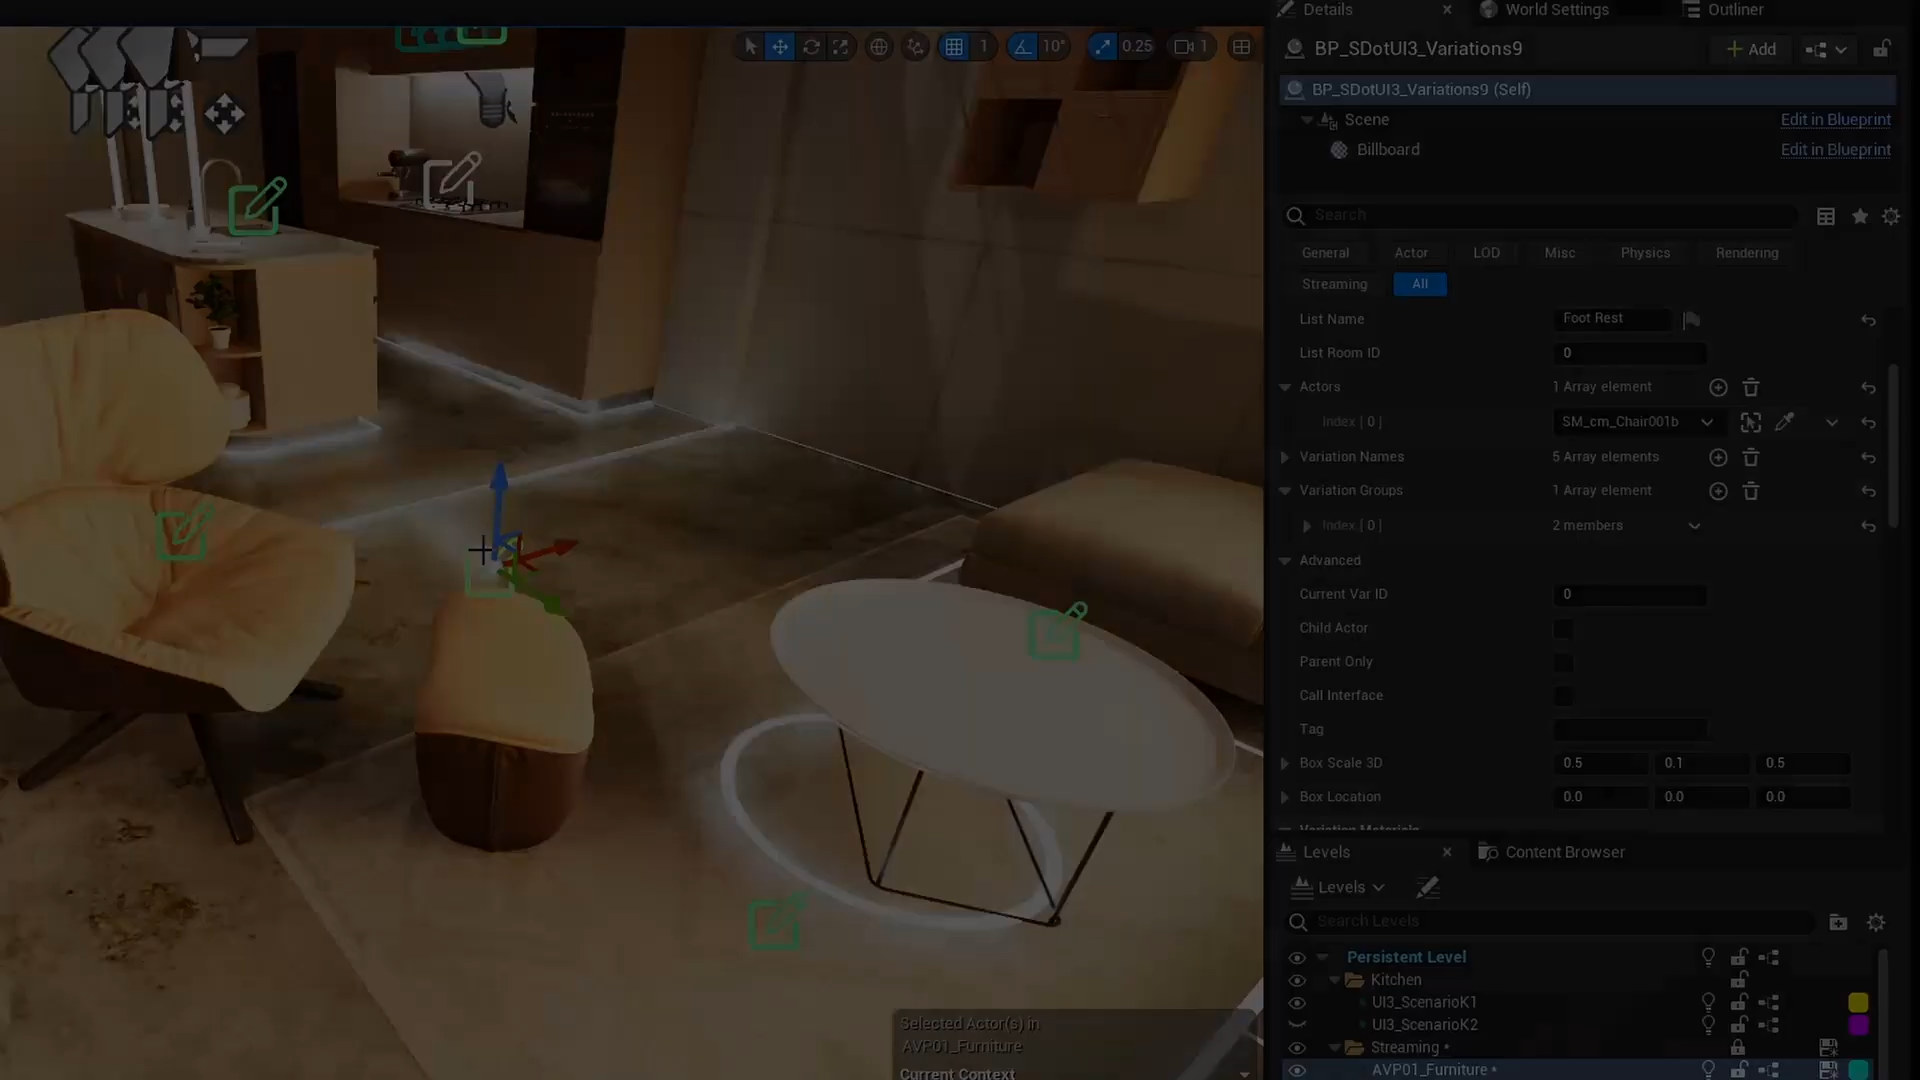 Details
World Settings
Outliner
1
10°
0.25
1
BP_SDotUI3_Variations9
Add
BP_SDotUI3_Variations9 (Self)
Scene
Edit in Blueprint
Billboard
Edit in Blueprint
Search
General
Actor
LOD
Misc
Physics
Rendering
Streaming
All
List Name
Foot Rest
List Room ID
0
Actors
1 Array element
Index [ 0 ]
SM_cm_Chair001b
Variation Names
5 Array elements
Variation Groups
1 Array element
Index [ 0 ]
2 members
Advanced
Current Var ID
0
Child Actor
Parent Only
Call Interface
Tag
Box Scale 3D
0.5
0.1
0.5
Box Location
0.0
0.0
0.0
Variation Materials
Levels
Content Browser
Levels
Search Levels
Persistent Level
Kitchen
UI3_ScenarioK1
UI3_ScenarioK2
Streaming •
AVP01_Furniture •
Selected Actor(s) in
AVP01_Furniture
Current Context